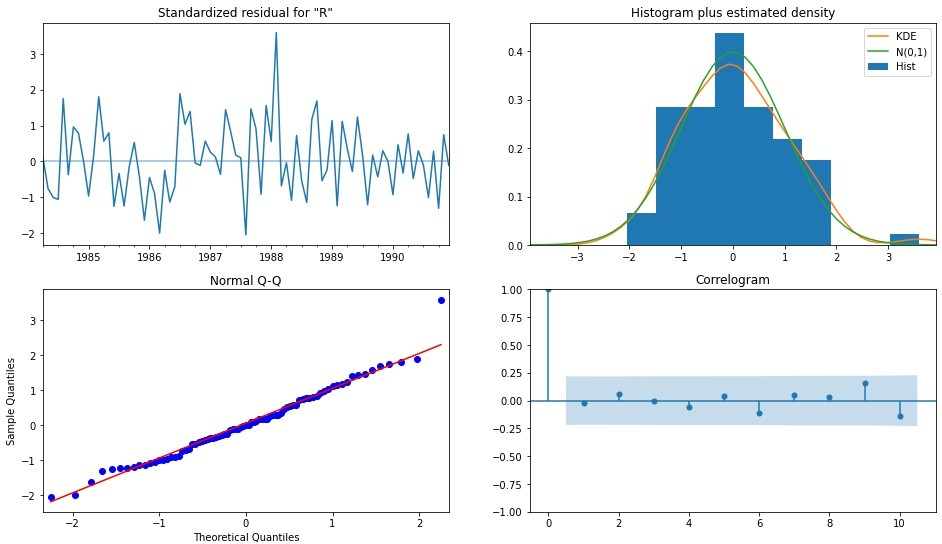 Standardized residual for "R"
3
2
1
0
−1
−2
1985 1986 1987 1988 1989 1990
Histogram plus estimated density
KDE
N(0,1)
Hist
0.4
0.3
0.2
0.1
0.0
−3 −2 −1 0 1 2 3
Normal Q-Q
Sample Quantiles
3
2
1
0
−1
−2
−2 −1 0 1 2
Theoretical Quantiles
Correlogram
1.00
0.75
0.50
0.25
0.00
−0.25
−0.50
−0.75
−1.00
0 2 4 6 8 10